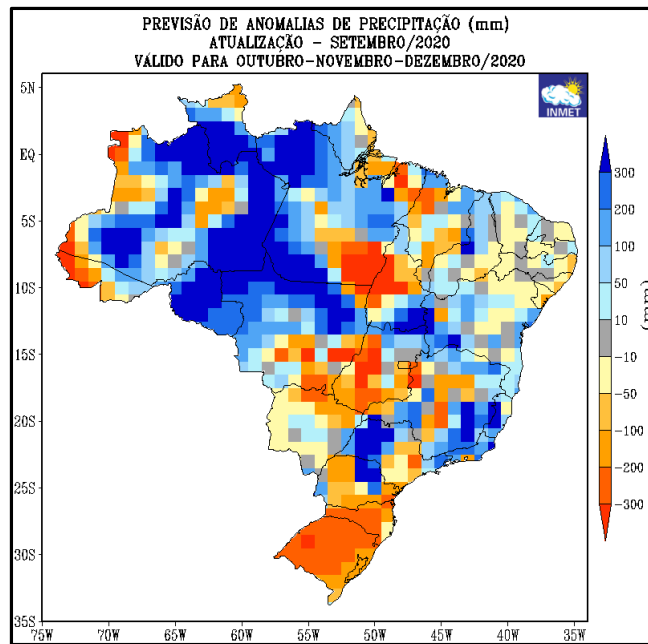 PREVISÃO DE ANOMALIAS DE PRECIPITAÇÃO (mm)
ATUALIZAÇÃO - SETEMBRO/2020
VÁLIDO PARA OUTUBRO-NOVEMBRO-DEZEMBRO/2020
INMET
5N
EQ
5S
10S
15S
20S
25S
30S
35S
75W
70W
65W
60W
55W
50W
45W
40W
35W
300
200
100
50
10
-10
-50
-100
-200
-300
(mm)